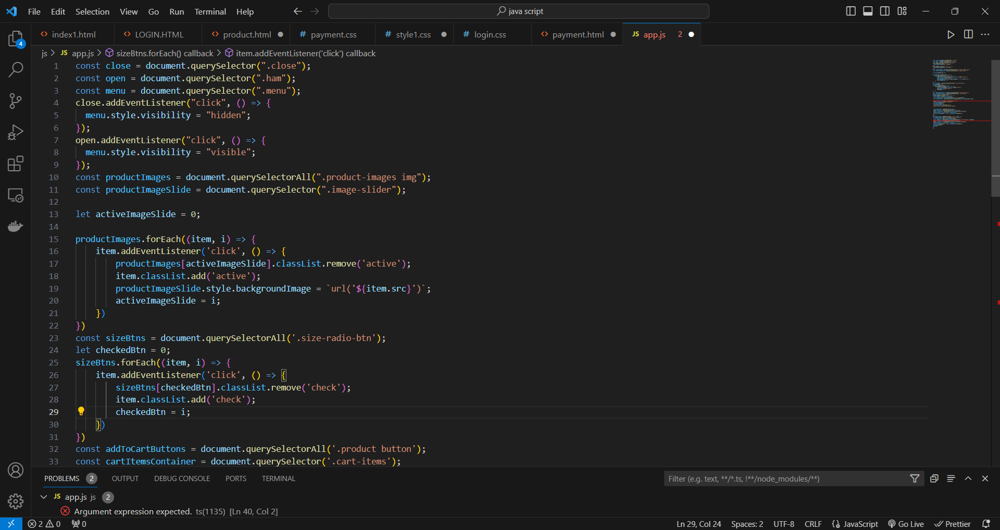 File Edit Selection View Go Run Terminal Help java script
index1.html LOGIN.HTML product.html # payment.css # style1.css # login.css payment.html JS app.js 2
js > JS app.js > sizeBtns.forEach() callback > item.addEventListener('click') callback
1 const close = document.querySelector(".close");
2 const open = document.querySelector(".ham");
3 const menu = document.querySelector(".menu");
4 close.addEventListener("click", () => {
5 menu.style.visibility = "hidden";
6 });
7 open.addEventListener("click", () => {
8 menu.style.visibility = "visible";
9 });
10 const productImages = document.querySelectorAll(".product-images img");
11 const productImageSlide = document.querySelector(".image-slider");
12
13 let activeImageSlide = 0;
14
15 productImages.forEach((item, i) => {
16 item.addEventListener('click', () => {
17 productImages[activeImageSlide].classList.remove('active');
18 item.classList.add('active');
19 productImageSlide.style.backgroundImage = `url('${item.src}')`;
20 activeImageSlide = i;
21 })
22 })
23 const sizeBtns = document.querySelectorAll('.size-radio-btn');
24 let checkedBtn = 0;
25 sizeBtns.forEach((item, i) => {
26 item.addEventListener('click', () => {
27 sizeBtns[checkedBtn].classList.remove('check');
28 item.classList.add('check');
29 checkedBtn = i;
30 })
31 })
32 const addToCartButtons = document.querySelectorAll('.product button');
33 const cartItemsContainer = document.querySelector('.cart-items');
4
PROBLEMS 2 OUTPUT DEBUG CONSOLE PORTS TERMINAL Filter (e.g. text, **/*.ts, !**/node_modules/**)
JS app.js js 2
Argument expression expected. ts(1135) [Ln 40, Col 2]
2 0 0 Ln 29, Col 24 Spaces: 2 UTF-8 CRLF {} JavaScript Go Live Prettier